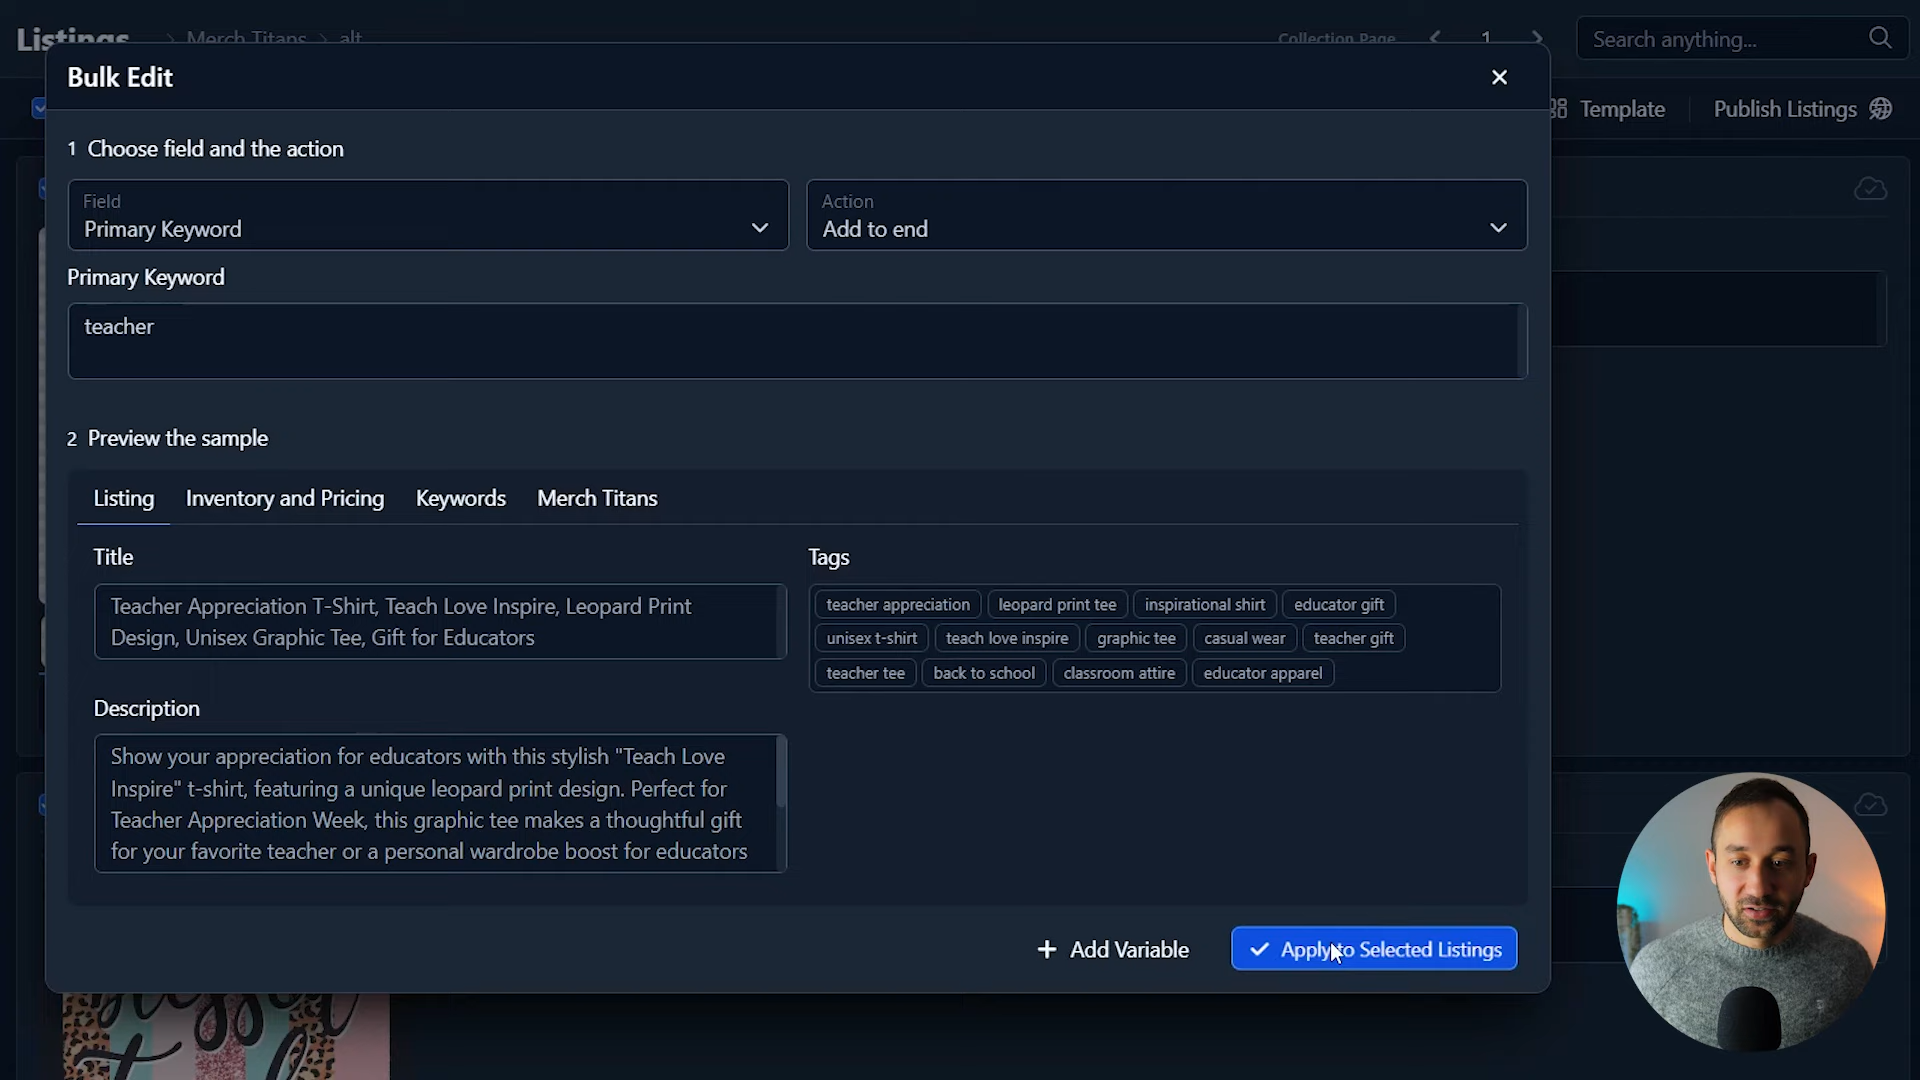 Listings > Merch Titans > alt
Collection Page
1
Search anything...
Bulk Edit
Template
Publish Listings
1 Choose field and the action
Field
Primary Keyword
Action
Add to end
Primary Keyword
teacher
2 Preview the sample
Listing
Inventory and Pricing
Keywords
Merch Titans
Title
Teacher Appreciation T-Shirt, Teach Love Inspire, Leopard Print
Design, Unisex Graphic Tee, Gift for Educators
Tags
teacher appreciation
leopard print tee
inspirational shirt
educator gift
unisex t-shirt
teach love inspire
graphic tee
casual wear
teacher gift
teacher tee
back to school
classroom attire
educator apparel
Description
Show your appreciation for educators with this stylish "Teach Love
Inspire" t-shirt, featuring a unique leopard print design. Perfect for
Teacher Appreciation Week, this graphic tee makes a thoughtful gift
for your favorite teacher or a personal wardrobe boost for educators
+ Add Variable
Apply to Selected Listings